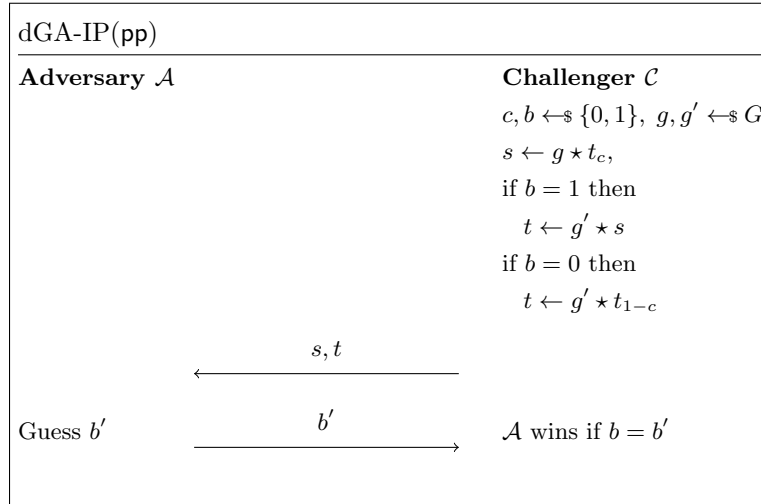 dGA-IP(pp)
Adversary 𝒜 Challenger 𝒞
c, b ←$ {0, 1}, g, g′ ←$ G
s ← g ⋆ t_c,
if b = 1 then
t ← g′ ⋆ s
if b = 0 then
t ← g′ ⋆ t_{1−c}
s, t
Guess b′ b′ 𝒜 wins if b = b′